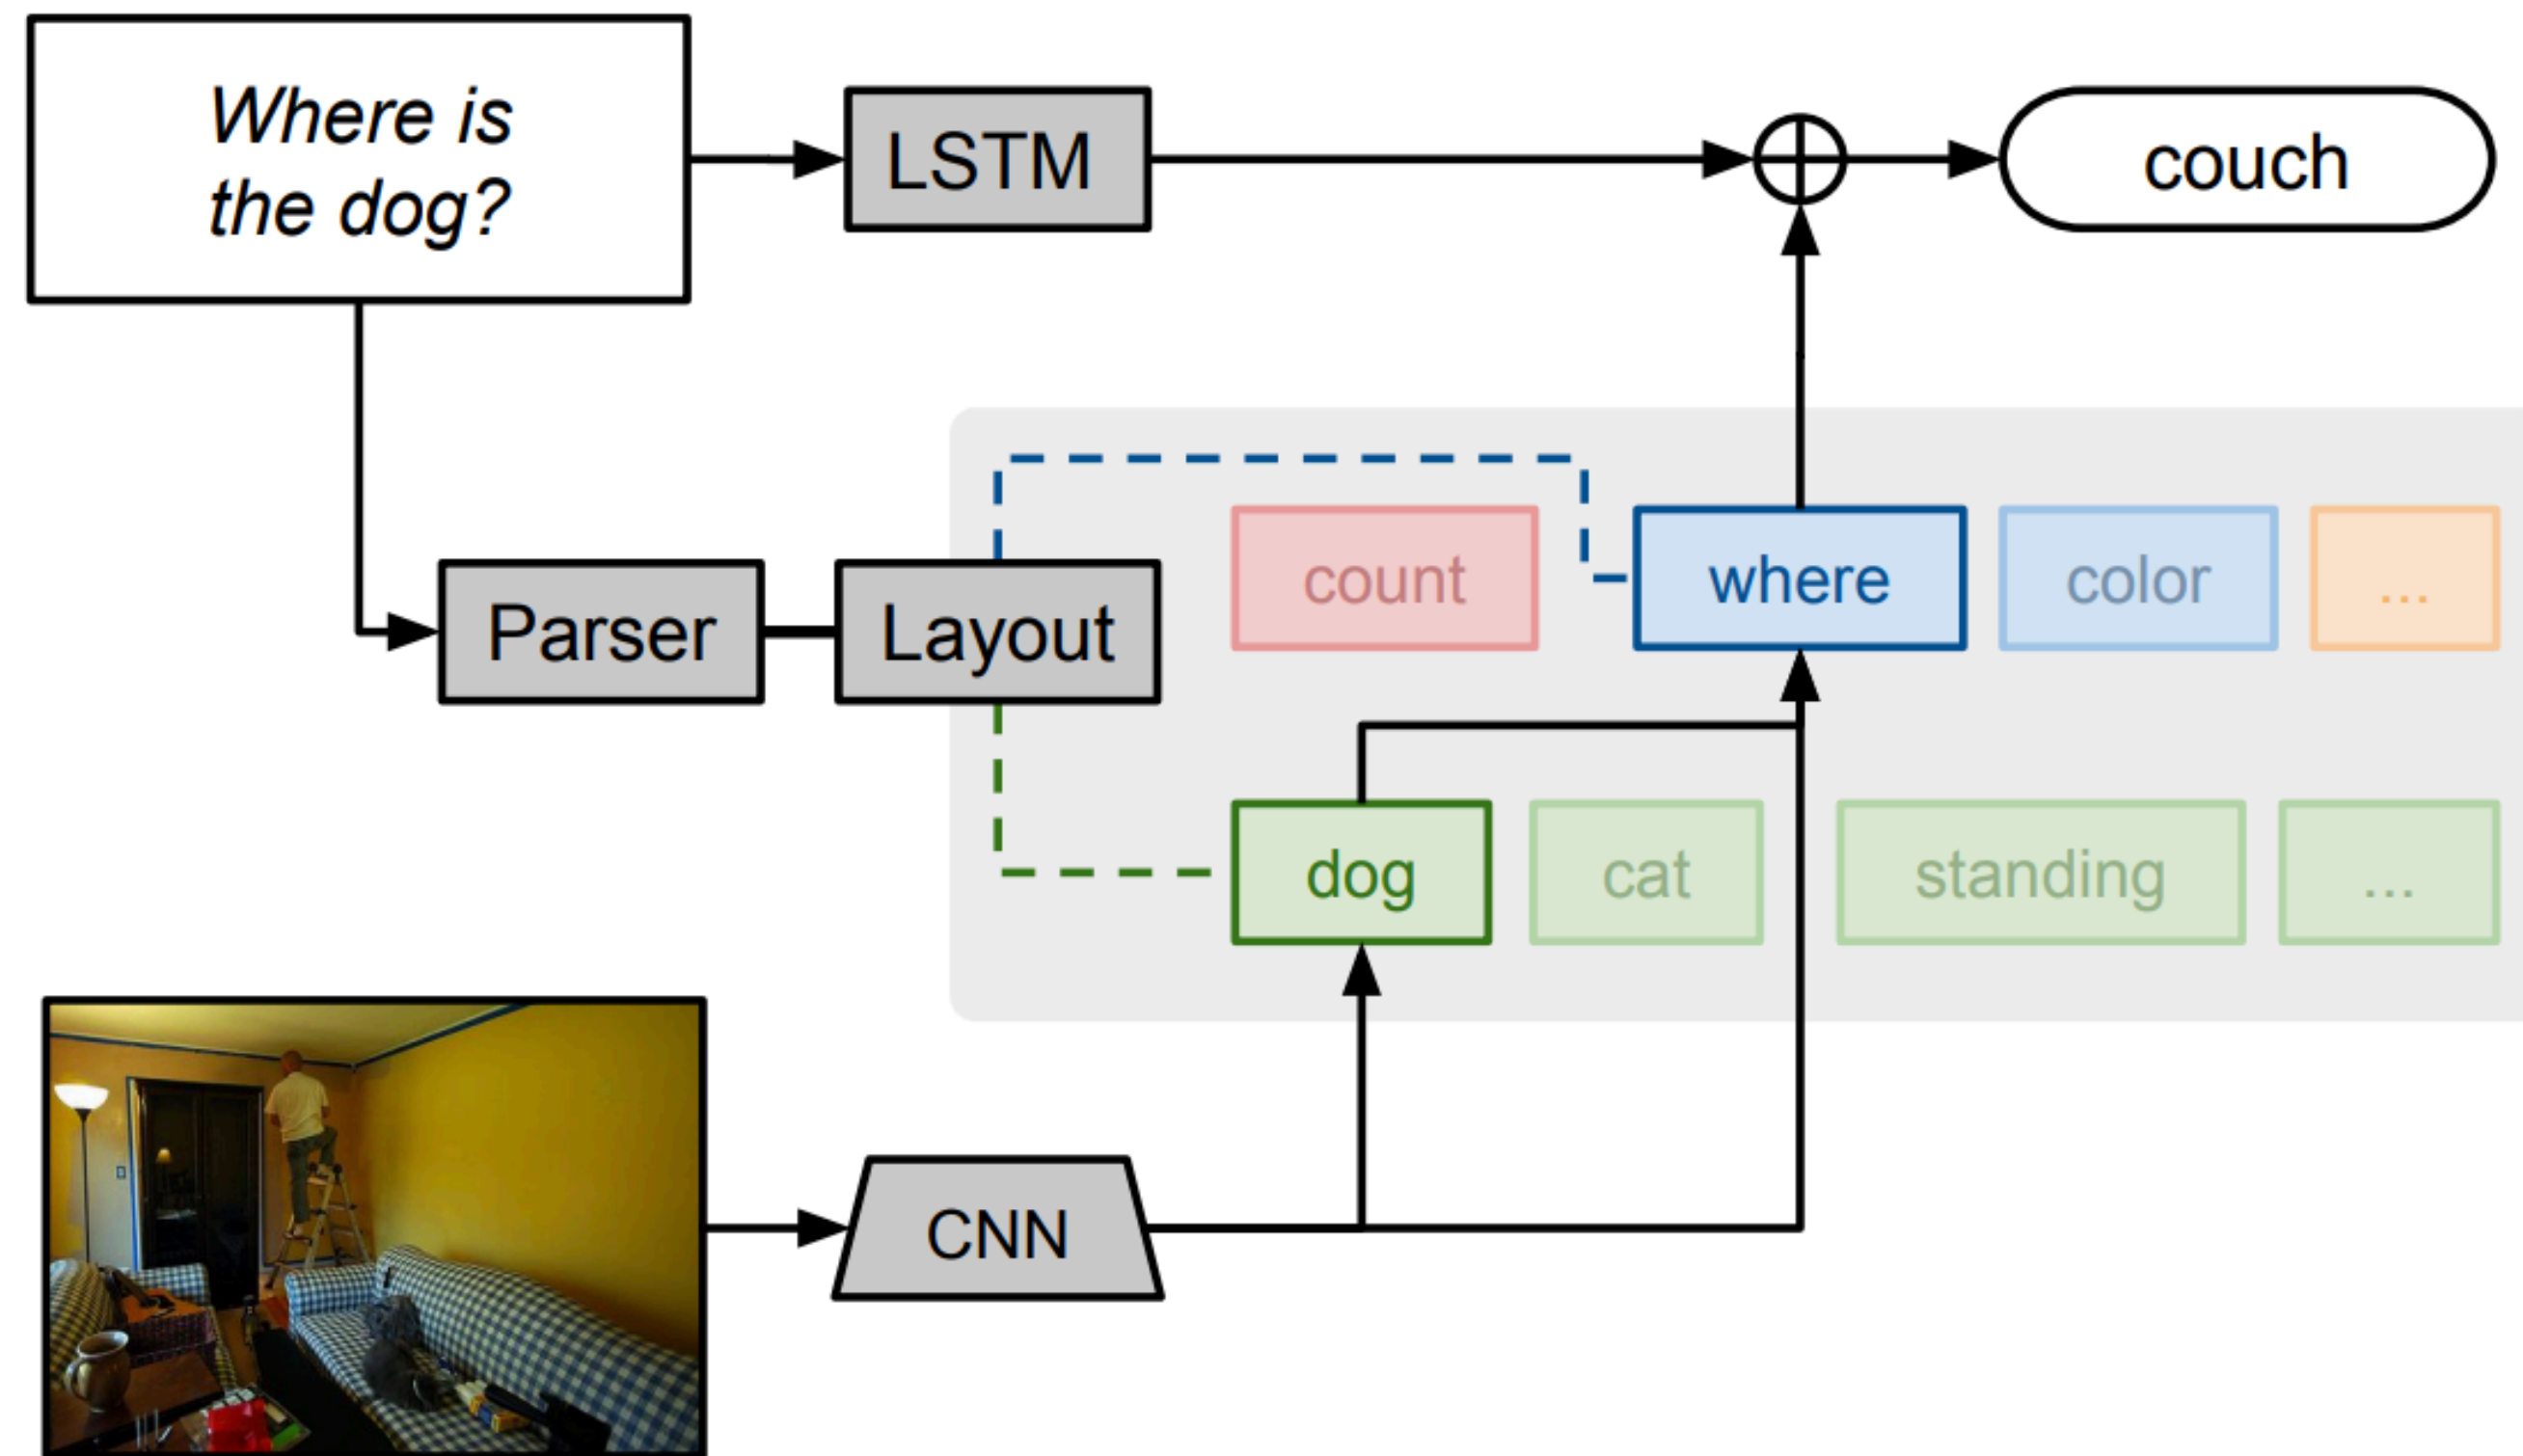 Where is
the dog?
LSTM
couch
count
where
color
...
Parser
Layout
dog
cat
standing
...
CNN